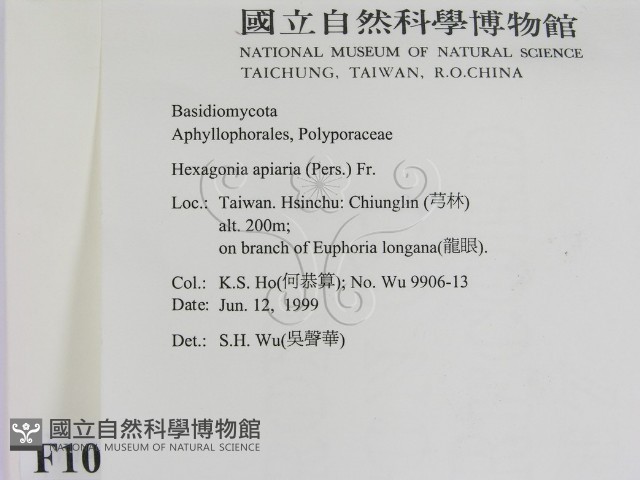 國立自然科學博物館
NATIONAL MUSEUM OF NATURAL SCIENCE
TAICHUNG, TAIWAN, R.O.CHINA
Basidiomycota
Aphyllophorales, Polyporaceae
Hexagonia apiaria (Pers.) Fr.
Loc.: Taiwan. Hsinchu: Chiunglin (芎林)
alt. 200m;
on branch of Euphoria longana(龍眼).
Col.: K.S. Ho(何恭算); No. Wu 9906-13
Date: Jun. 12, 1999
Det.: S.H. Wu(吳聲華)
國立自然科學博物館
NATIONAL MUSEUM OF NATURAL SCIENCE
F10